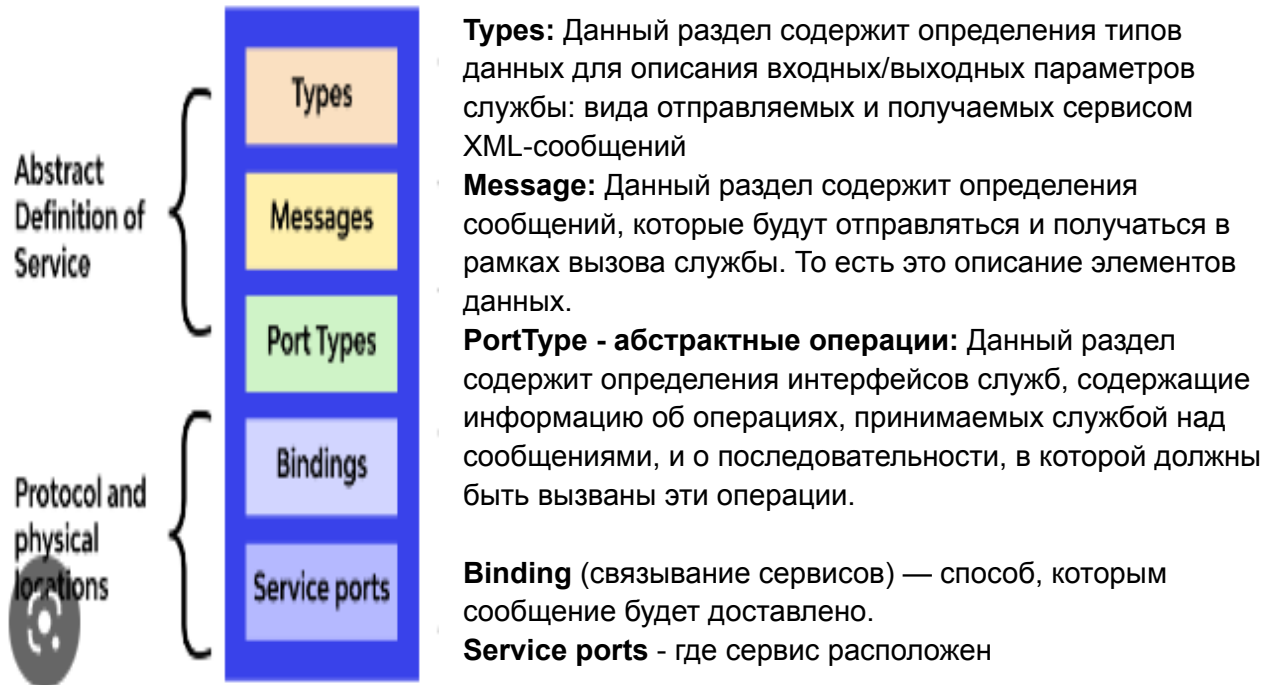 Abstract
Definition of
Service
Protocol and
physical
locations
Types
Messages
Port Types
Bindings
Service ports
Types: Данный раздел содержит определения типов
данных для описания входных/выходных параметров
службы: вида отправляемых и получаемых сервисом
XML-сообщений
Message: Данный раздел содержит определения
сообщений, которые будут отправляться и получаться в
рамках вызова службы. То есть это описание элементов
данных.
PortType - абстрактные операции: Данный раздел
содержит определения интерфейсов служб, содержащие
информацию об операциях, принимаемых службой над
сообщениями, и о последовательности, в которой должны
быть вызваны эти операции.
Binding (связывание сервисов) — способ, которым
сообщение будет доставлено.
Service ports - где сервис расположен